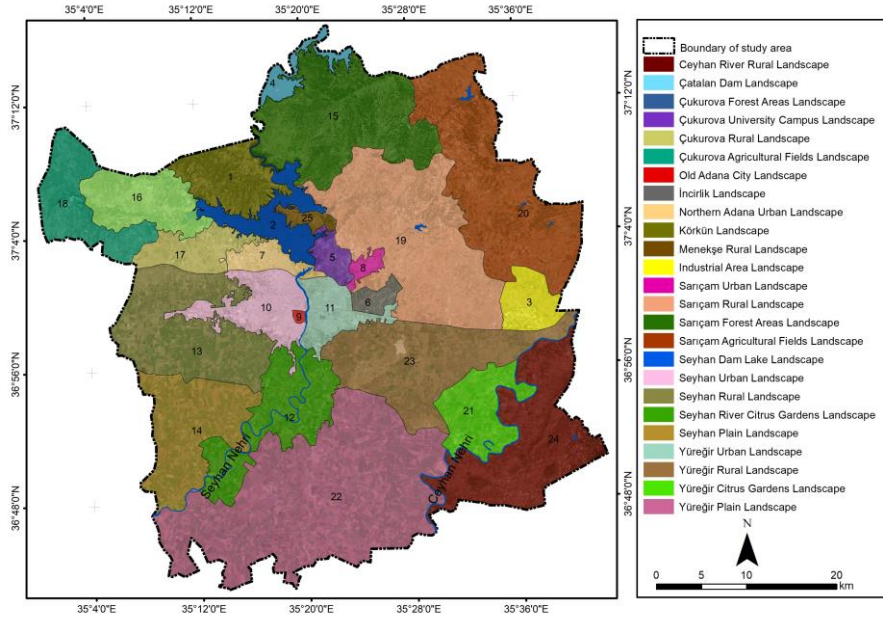 35°4'0"E 35°12'0"E 35°20'0"E 35°28'0"E 35°36'0"E
37°12'0"N
37°4'0"N
36°56'0"N
36°48'0"N
37°12'0"N
37°4'0"N
36°56'0"N
36°48'0"N
4
15
1
16
18
20
2
25
19
17
7
5
8
6
3
10
9
11
13
23
12
21
14
24
22
Seyhan Nehri
Ceyhan Nehri
35°4'0"E 35°12'0"E 35°20'0"E 35°28'0"E 35°36'0"E
Boundary of study area
Ceyhan River Rural Landscape
Çatalan Dam Landscape
Çukurova Forest Areas Landscape
Çukurova University Campus Landscape
Çukurova Rural Landscape
Çukurova Agricultural Fields Landscape
Old Adana City Landscape
İncirlik Landscape
Northern Adana Urban Landscape
Körkün Landscape
Menekşe Rural Landscape
Industrial Area Landscape
Sarıçam Urban Landscape
Sarıçam Rural Landscape
Sarıçam Forest Areas Landscape
Sarıçam Agricultural Fields Landscape
Seyhan Dam Lake Landscape
Seyhan Urban Landscape
Seyhan Rural Landscape
Seyhan River Citrus Gardens Landscape
Seyhan Plain Landscape
Yüreğir Urban Landscape
Yüreğir Rural Landscape
Yüreğir Citrus Gardens Landscape
Yüreğir Plain Landscape
N
0 5 10 20
km